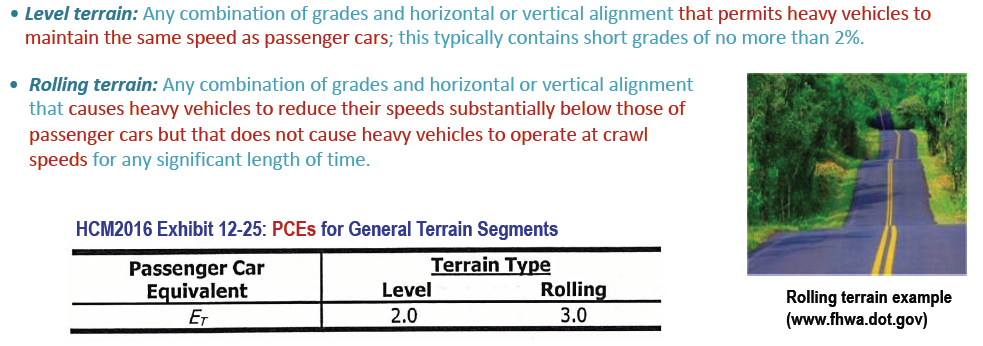 • Level terrain: Any combination of grades and horizontal or vertical alignment that permits heavy vehicles to
maintain the same speed as passenger cars; this typically contains short grades of no more than 2%.
• Rolling terrain: Any combination of grades and horizontal or vertical alignment
that causes heavy vehicles to reduce their speeds substantially below those of
passenger cars but that does not cause heavy vehicles to operate at crawl
speeds for any significant length of time.
HCM2016 Exhibit 12-25: PCEs for General Terrain Segments
Passenger Car Terrain Type
Equivalent Level Rolling
ET 2.0 3.0
Rolling terrain example
(www.fhwa.dot.gov)